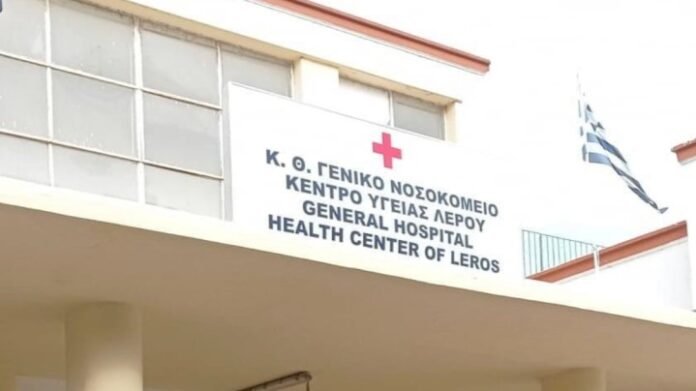 Κ. Θ. ΓΕΝΙΚΟ ΝΟΣΟΚΟΜΕΙΟ
ΚΕΝΤΡΟ ΥΓΕΙΑΣ ΛΕΡΟΥ
GENERAL HOSPITAL
HEALTH CENTER OF LEROS